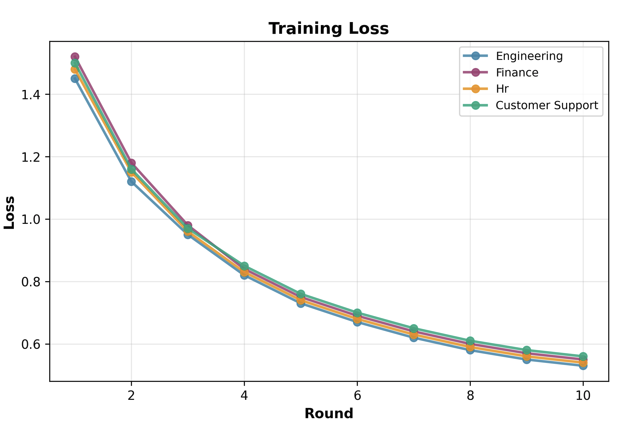 Training Loss
Engineering
Finance
Hr
Customer Support
Loss
1.4
1.2
1.0
0.8
0.6
2
4
6
8
10
Round